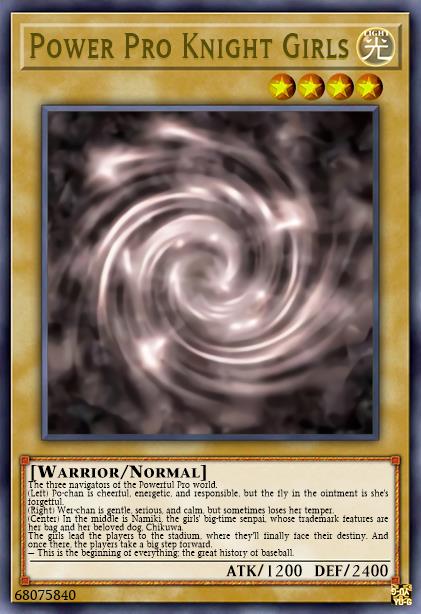 Power Pro Knight Girls
LIGHT
光
[Warrior/Normal]
The three navigators of the Powerful Pro world.
(Left) Po-chan is cheerful, energetic, and responsible, but the fly in the ointment is she's
forgetful.
(Right) Wer-chan is gentle, serious, and calm, but sometimes loses her temper.
(Center) In the middle is Namiki, the girls' big-time senpai, whose trademark features are
her bag and her beloved dog, Chikuwa.
The girls lead the players to the stadium, where they'll finally face their destiny. And
once there, the players take a big step forward.
— This is the beginning of everything; the great history of baseball.
ATK/1200 DEF/2400
68075840